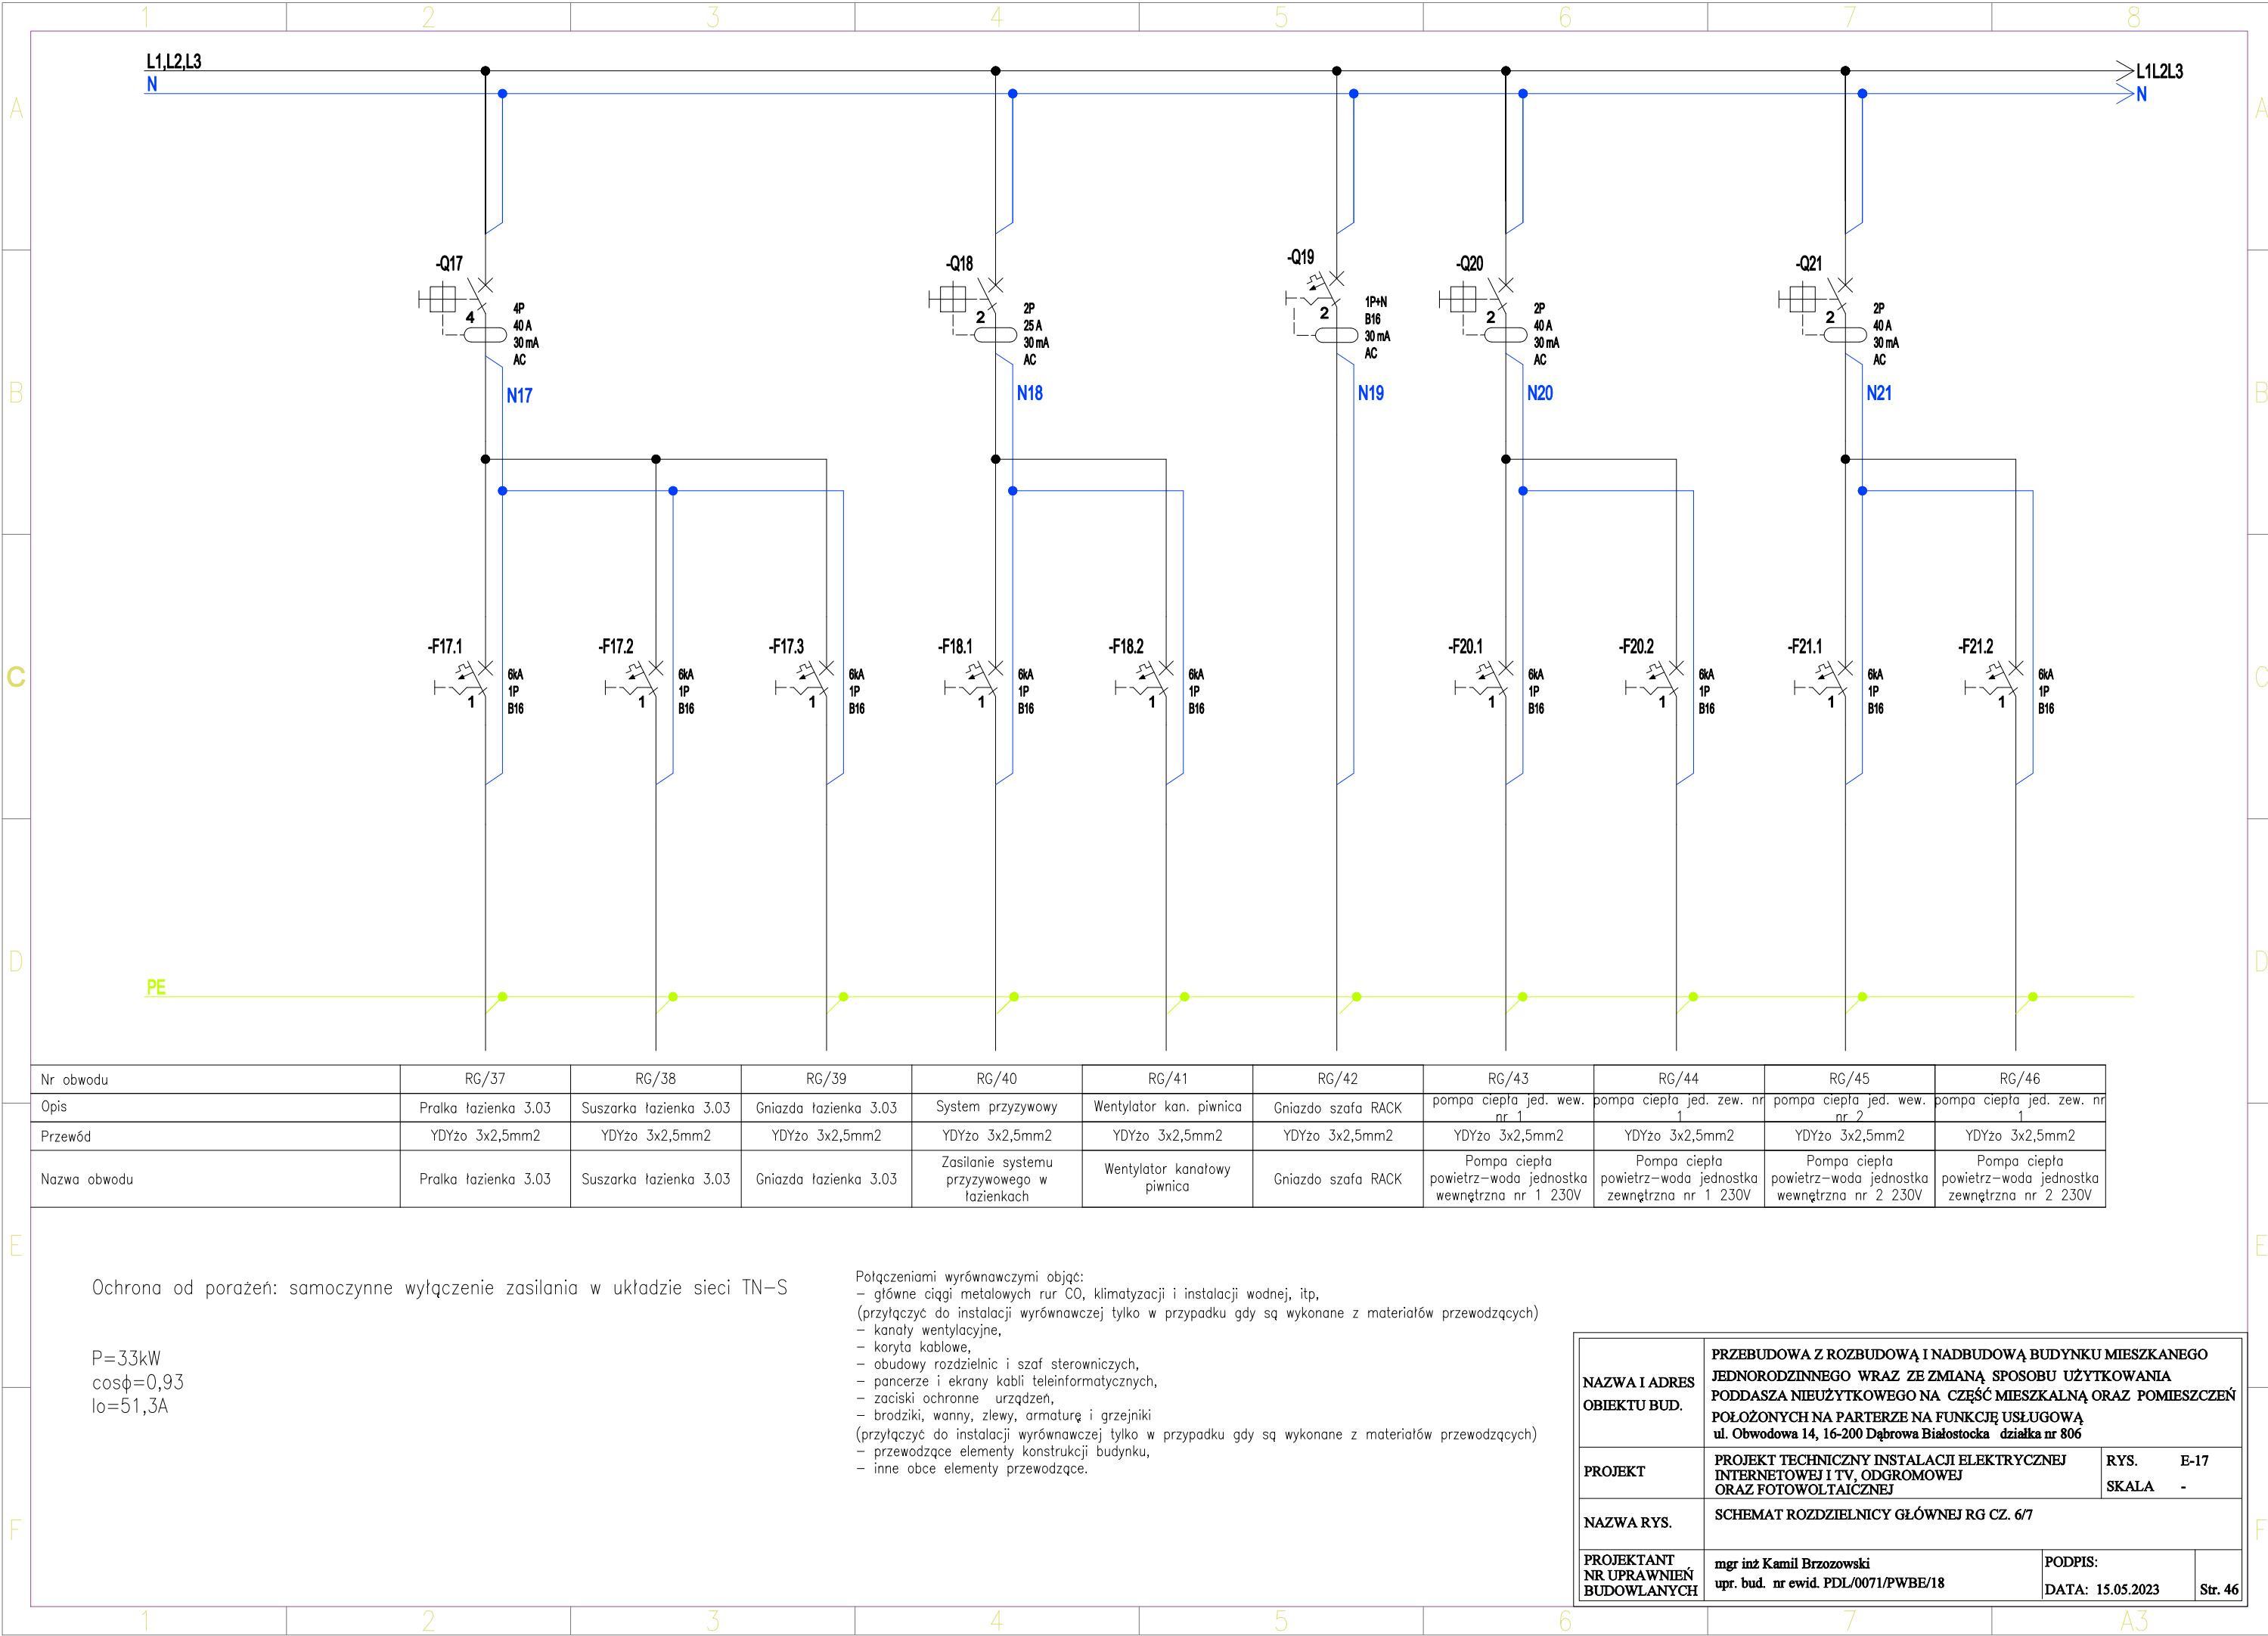 1 2 3 4 5 6 7 8
L1,L2,L3
L1L2L3
N
N
A
A
-Q17
4
4P
40 A
30 mA
AC
-Q18
2
2P
25 A
30 mA
AC
-Q19
2
1P+N
B16
30 mA
AC
-Q20
2
2P
40 A
30 mA
AC
-Q21
2
2P
40 A
30 mA
AC
B
N17
N18
N19
N20
N21
B
-F17.1
1
6kA
1P
B16
-F17.2
1
6kA
1P
B16
-F17.3
1
6kA
1P
B16
-F18.1
1
6kA
1P
B16
-F18.2
1
6kA
1P
B16
-F20.1
1
6kA
1P
B16
-F20.2
1
6kA
1P
B16
-F21.1
1
6kA
1P
B16
-F21.2
1
6kA
1P
B16
C
C
D
D
PE
Nr obwodu RG/37 RG/38 RG/39 RG/40 RG/41 RG/42 RG/43 RG/44 RG/45 RG/46
Opis
Pralka łazienka 3.03
Suszarka łazienka 3.03
Gniazda łazienka 3.03
System przyzywowy
Wentylator kan. piwnica
Gniazdo szafa RACK
pompa ciepła jed. wew.
nr 1
pompa ciepła jed. zew. nr
1
pompa ciepła jed. wew.
nr 2
pompa ciepła jed. zew. nr
1
Przewód YDYżo 3x2,5mm2 YDYżo 3x2,5mm2 YDYżo 3x2,5mm2 YDYżo 3x2,5mm2 YDYżo 3x2,5mm2 YDYżo 3x2,5mm2 YDYżo 3x2,5mm2 YDYżo 3x2,5mm2 YDYżo 3x2,5mm2 YDYżo 3x2,5mm2
Nazwa obwodu
Pralka łazienka 3.03
Suszarka łazienka 3.03
Gniazda łazienka 3.03
Zasilanie systemu
przyzywowego w
łazienkach
Wentylator kanałowy
piwnica
Gniazdo szafa RACK
Pompa ciepła
powietrz-woda jednostka
wewnętrzna nr 1 230V
Pompa ciepła
powietrz-woda jednostka
zewnętrzna nr 1 230V
Pompa ciepła
powietrz-woda jednostka
wewnętrzna nr 2 230V
Pompa ciepła
powietrz-woda jednostka
zewnętrzna nr 2 230V
E
E
Ochrona od porażeń: samoczynne wyłączenie zasilania w układzie sieci TN-S
P=33kW
cosϕ=0,93
Io=51,3A
Połączeniami wyrównawczymi objąć:
- główne ciągi metalowych rur CO, klimatyzacji i instalacji wodnej, itp,
(przyłączyć do instalacji wyrównawczej tylko w przypadku gdy są wykonane z materiałów przewodzących)
- kanały wentylacyjne,
- koryta kablowe,
- obudowy rozdzielnic i szaf sterowniczych,
- pancerze i ekrany kabli teleinformatycznych,
- zaciski ochronne urządzeń,
- brodziki, wanny, zlewy, armaturę i grzejniki
(przyłączyć do instalacji wyrównawczej tylko w przypadku gdy są wykonane z materiałów przewodzących)
- przewodzące elementy konstrukcji budynku,
- inne obce elementy przewodzące.
NAZWA I ADRES
OBIEKTU BUD.
PRZEBUDOWA Z ROZBUDOWĄ I NADBUDOWĄ BUDYNKU MIESZKANEGO
JEDNORODZINNEGO WRAZ ZE ZMIANĄ SPOSOBU UŻYTKOWANIA
PODDASZA NIEUŻYTKOWEGO NA CZĘŚĆ MIESZKALNĄ ORAZ POMIESZCZEŃ
POŁOŻONYCH NA PARTERZE NA FUNKCJĘ USŁUGOWĄ
ul. Obwodowa 14, 16-200 Dąbrowa Białostocka działka nr 806
PROJEKT
PROJEKT TECHNICZNY INSTALACJI ELEKTRYCZNEJ
INTERNETOWEJ I TV, ODGROMOWEJ
ORAZ FOTOWOLTAICZNEJ
RYS. E-17
SKALA -
NAZWA RYS.
SCHEMAT ROZDZIELNICY GŁÓWNEJ RG CZ. 6/7
PROJEKTANT
NR UPRAWNIEŃ
BUDOWLANYCH
mgr inż Kamil Brzozowski
upr. bud. nr ewid. PDL/0071/PWBE/18
PODPIS:
DATA: 15.05.2023
Str. 46
F
F
1 2 3 4 5 6 7 A3